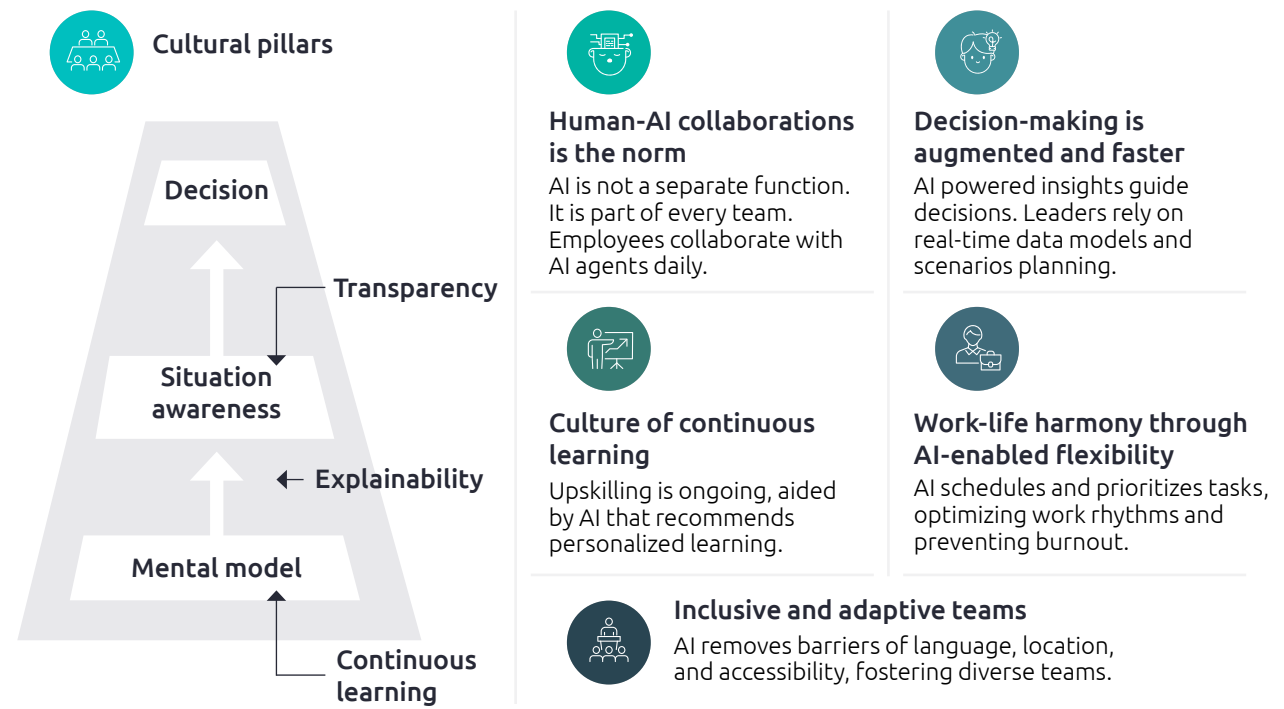 Cultural pillars
Decision
Transparency
Situation
awareness
Explainability
Mental model
Continuous
learning
Human-AI collaborations
is the norm
AI is not a separate function.
It is part of every team.
Employees collaborate with
AI agents daily.
Decision-making is
augmented and faster
AI powered insights guide
decisions. Leaders rely on
real-time data models and
scenarios planning.
Culture of continuous
learning
Upskilling is ongoing, aided
by AI that recommends
personalized learning.
Work-life harmony through
AI-enabled flexibility
AI schedules and prioritizes tasks,
optimizing work rhythms and
preventing burnout.
Inclusive and adaptive teams
AI removes barriers of language, location,
and accessibility, fostering diverse teams.